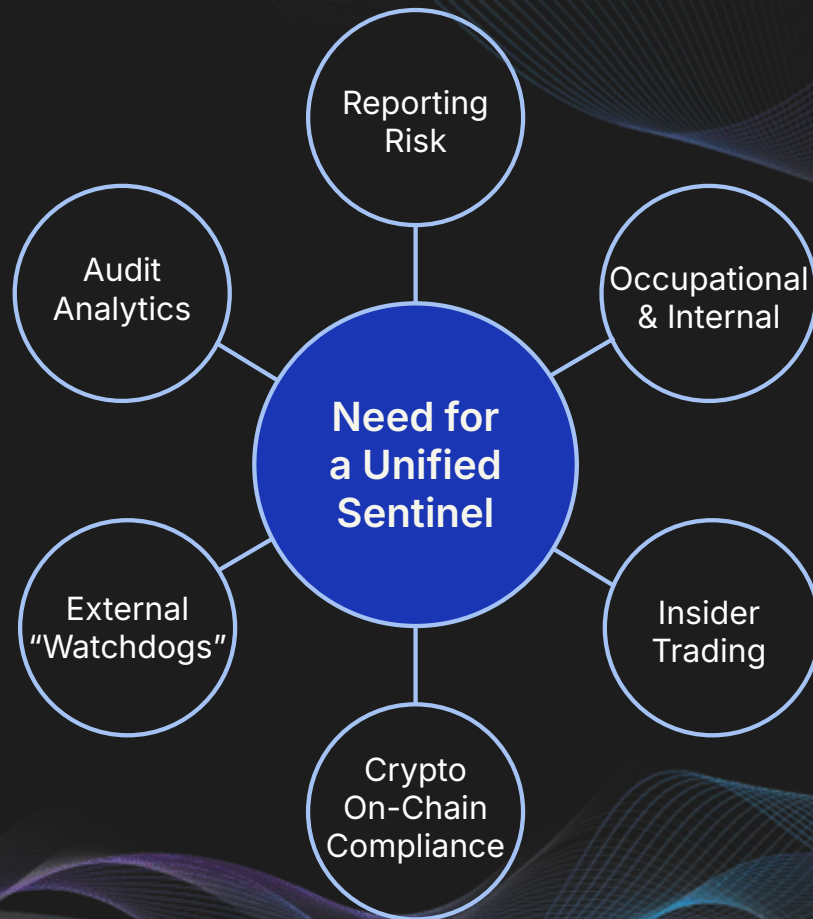 Reporting
Risk
Audit
Analytics
Occupational
& Internal
Need for
a Unified
Sentinel
External
“Watchdogs”
Insider
Trading
Crypto
On-Chain
Compliance